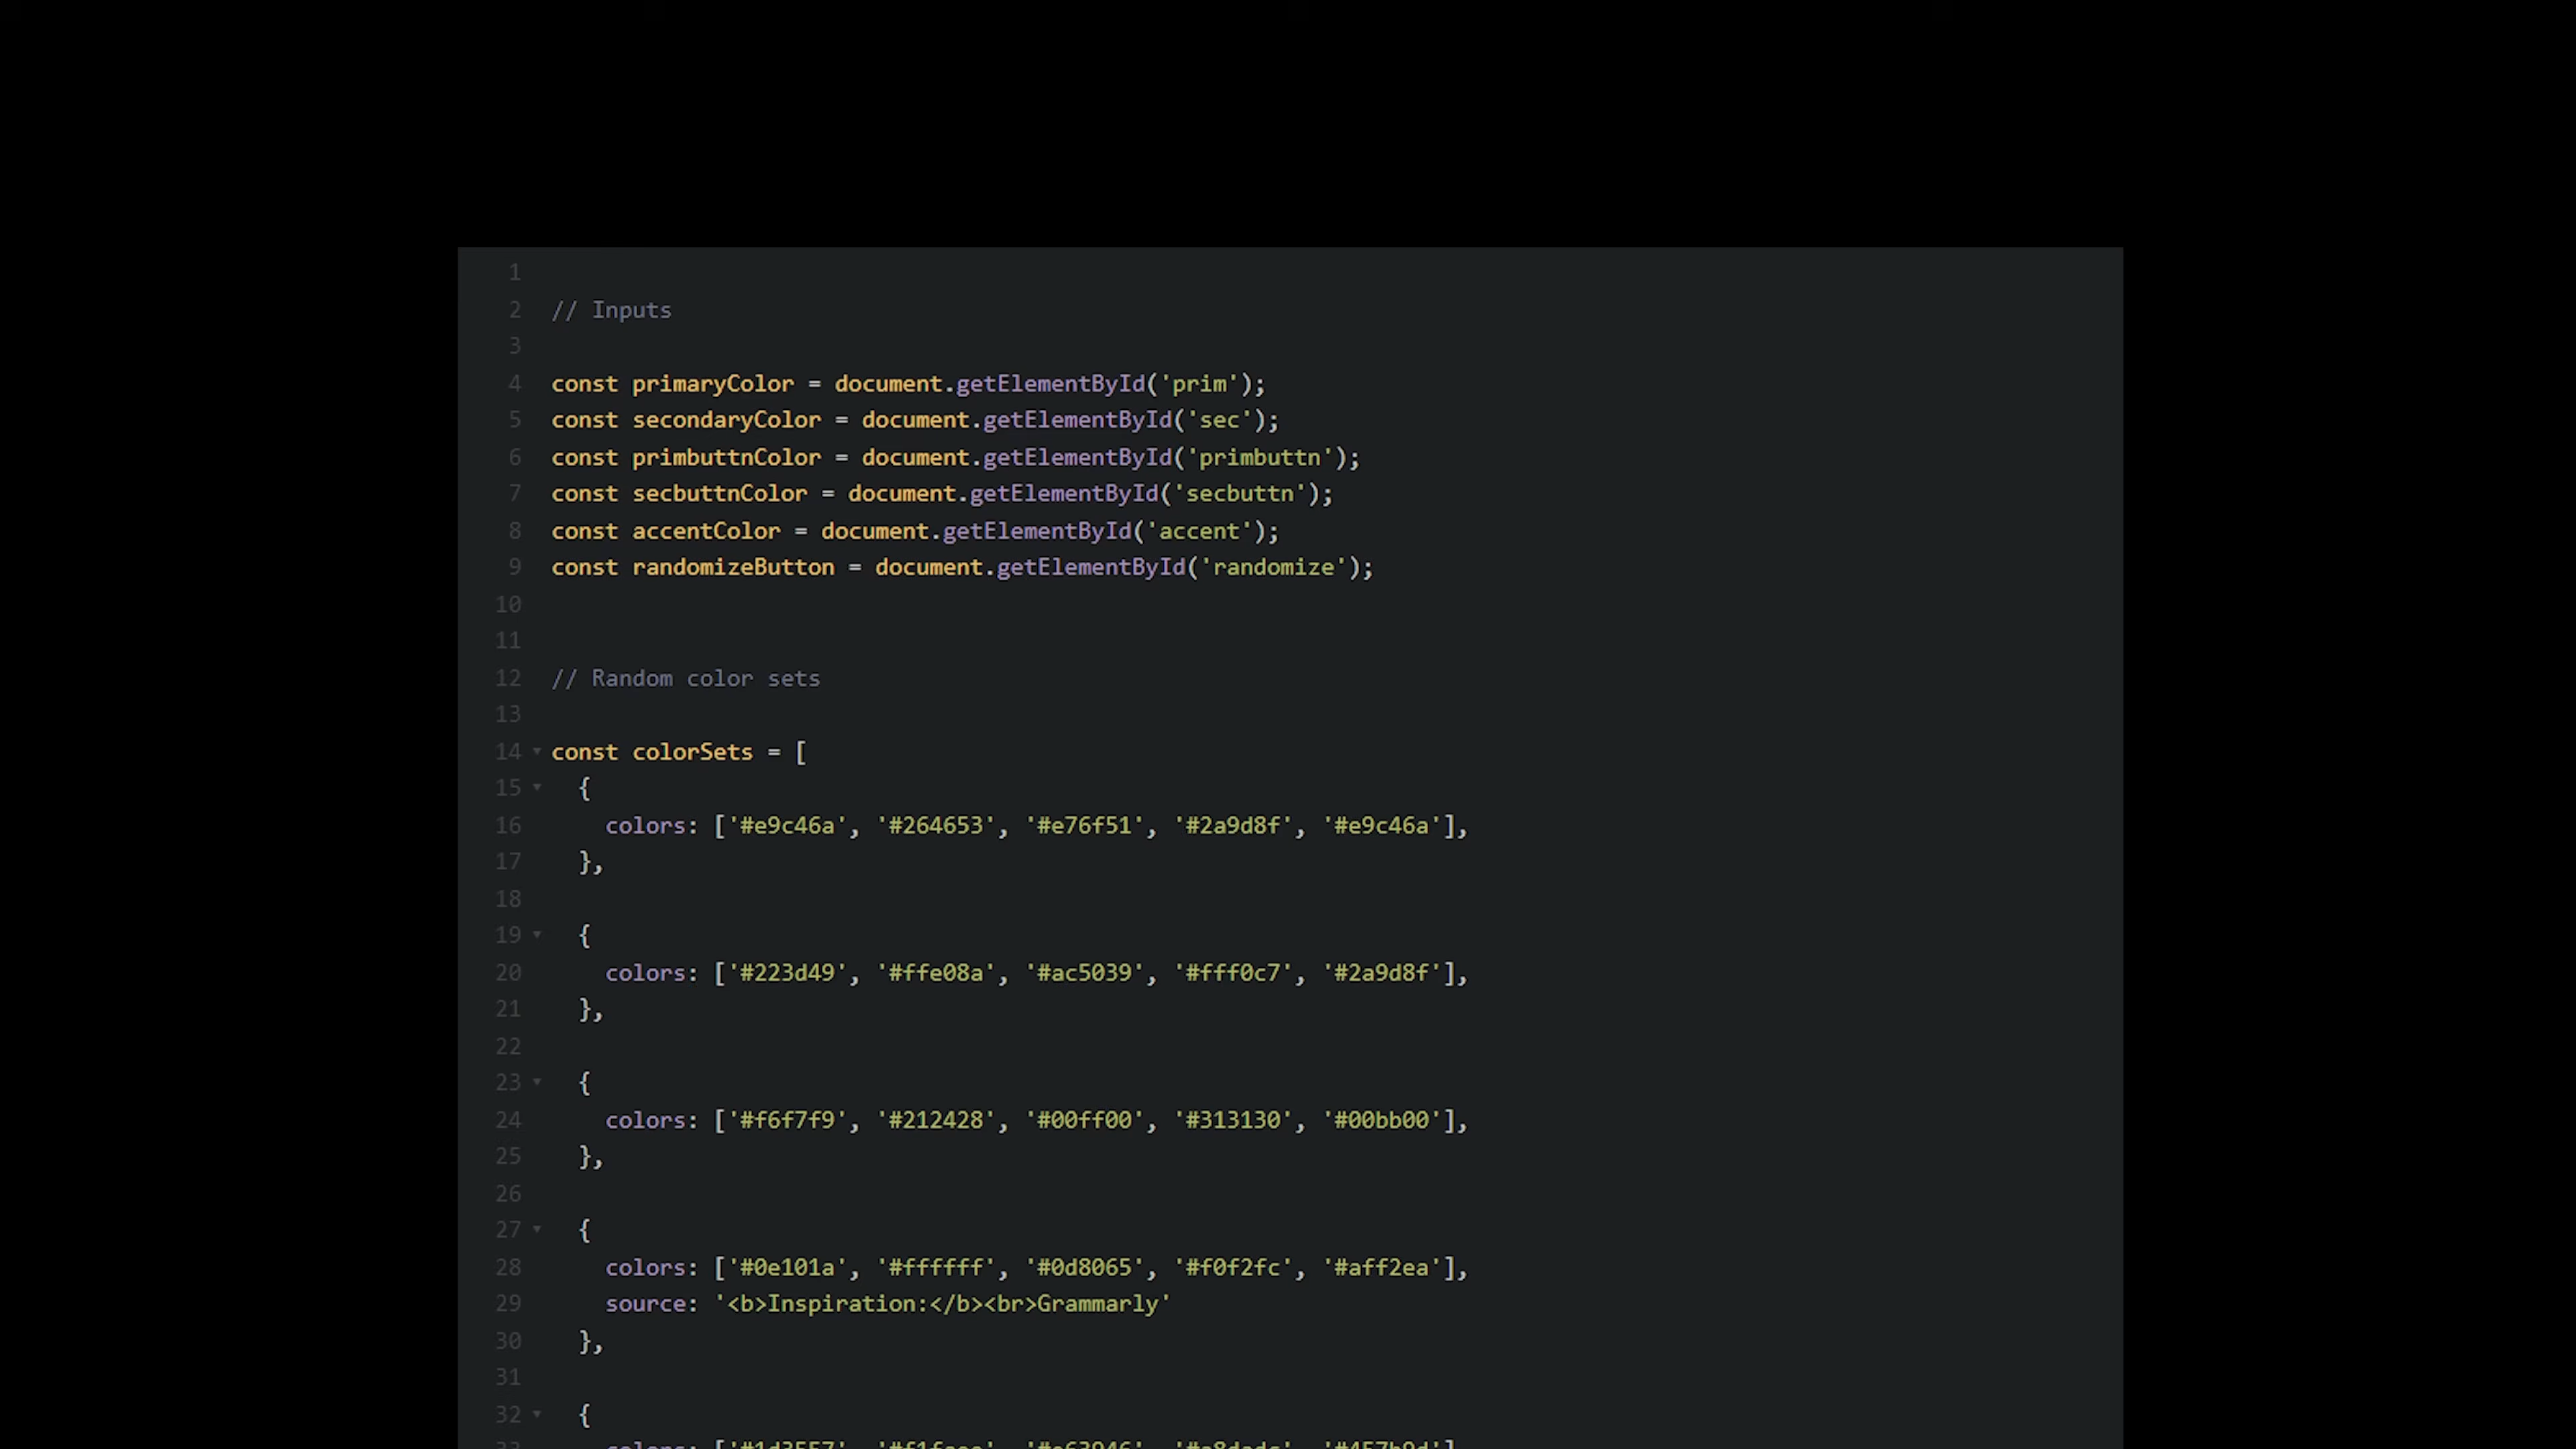 1
2 // Inputs
3
4 const primaryColor = document.getElementById('prim');
5 const secondaryColor = document.getElementById('sec');
6 const primbuttnColor = document.getElementById('primbuttn');
7 const secbuttnColor = document.getElementById('secbuttn');
8 const accentColor = document.getElementById('accent');
9 const randomizeButton = document.getElementById('randomize');
10
11
12 // Random color sets
13
14 const colorSets = [
15 {
16 colors: ['#e9c46a', '#264653', '#e76f51', '#2a9d8f', '#e9c46a'],
17 },
18
19 {
20 colors: ['#223d49', '#ffe08a', '#ac5039', '#fff0c7', '#2a9d8f'],
21 },
22
23 {
24 colors: ['#f6f7f9', '#212428', '#00ff00', '#313130', '#00bb00'],
25 },
26
27 {
28 colors: ['#0e101a', '#ffffff', '#0d8065', '#f0f2fc', '#aff2ea'],
29 source: '<b>Inspiration:</b><br>Grammarly'
30 },
31
32 {